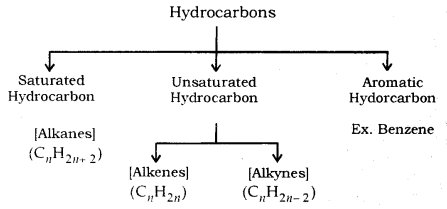 Hydrocarbons
Saturated
Hydrocarbon
[Alkanes]
(CₙH₂ₙ₊₂)
Unsaturated
Hydrocarbon
[Alkenes]
(CₙH₂ₙ)
[Alkynes]
(CₙH₂ₙ₋₂)
Aromatic
Hydorcarbon
Ex. Benzene